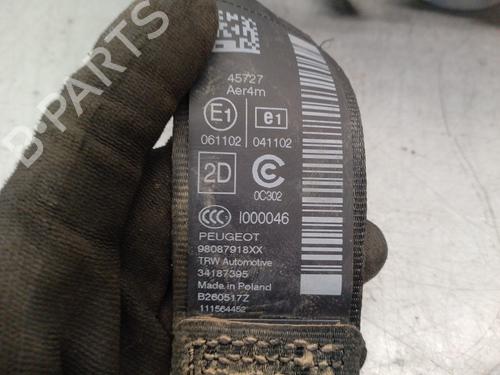 45727
Aer4m
E1 e1
061102 041102
2D C
0C302
CCC I000046
PEUGEOT
98087918XX
TRW Automotive
34187395
Made in Poland
B260517Z
111564452
B-PARTS